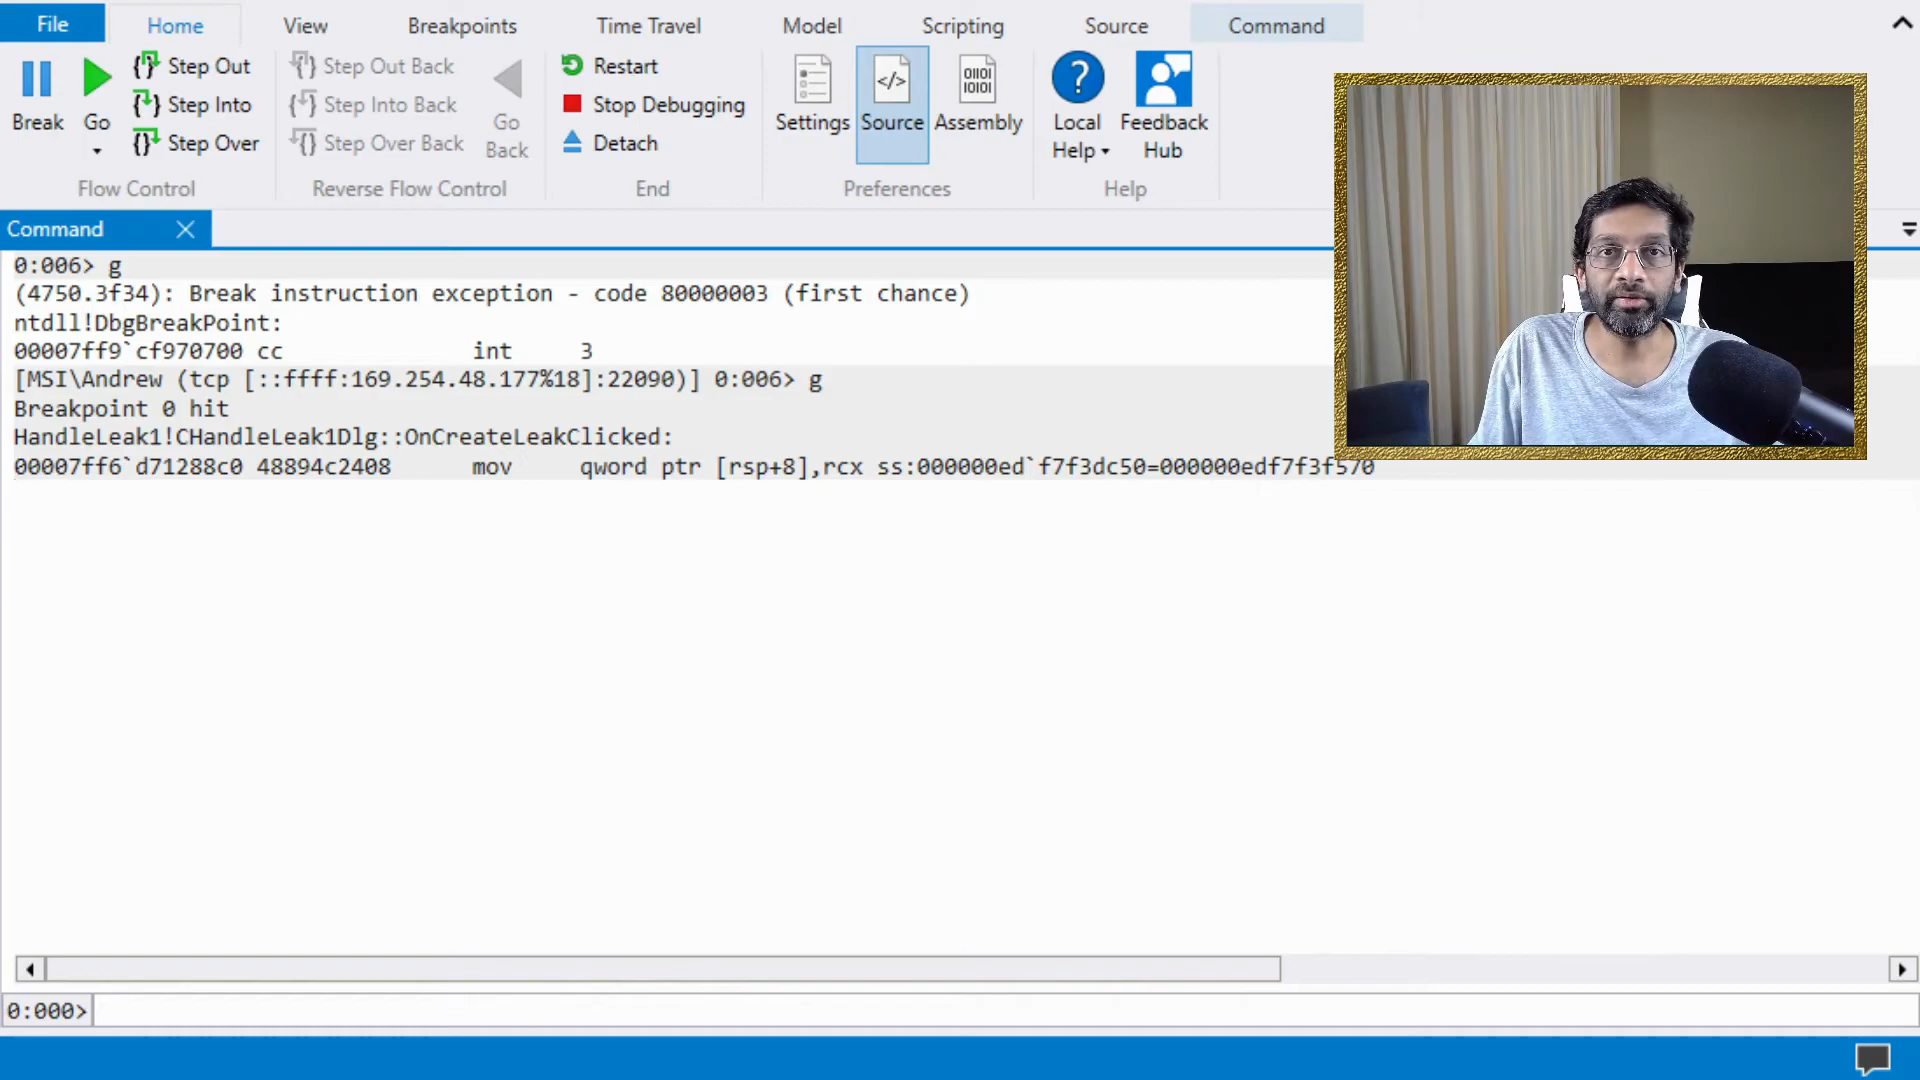 File
Home
View
Breakpoints
Time Travel
Model
Scripting
Source
Command
Break
Go
Step Out
Step Into
Step Over
Flow Control
Step Out Back
Step Into Back
Step Over Back
Go
Back
Reverse Flow Control
Restart
Stop Debugging
Detach
End
Settings
Source
Assembly
Preferences
Local
Help
Feedback
Hub
Help
Command
0:006> g
(4750.3f34): Break instruction exception - code 80000003 (first chance)
ntdll!DbgBreakPoint:
00007ff9`cf970700 cc int 3
[MSI\Andrew (tcp [::ffff:169.254.48.177%18]:22090)] 0:006> g
Breakpoint 0 hit
HandleLeak1!CHandleLeak1Dlg::OnCreateLeakClicked:
00007ff6`d71288c0 48894c2408 mov qword ptr [rsp+8],rcx ss:000000ed`f7f3dc50=000000edf7f3f570
0:000>